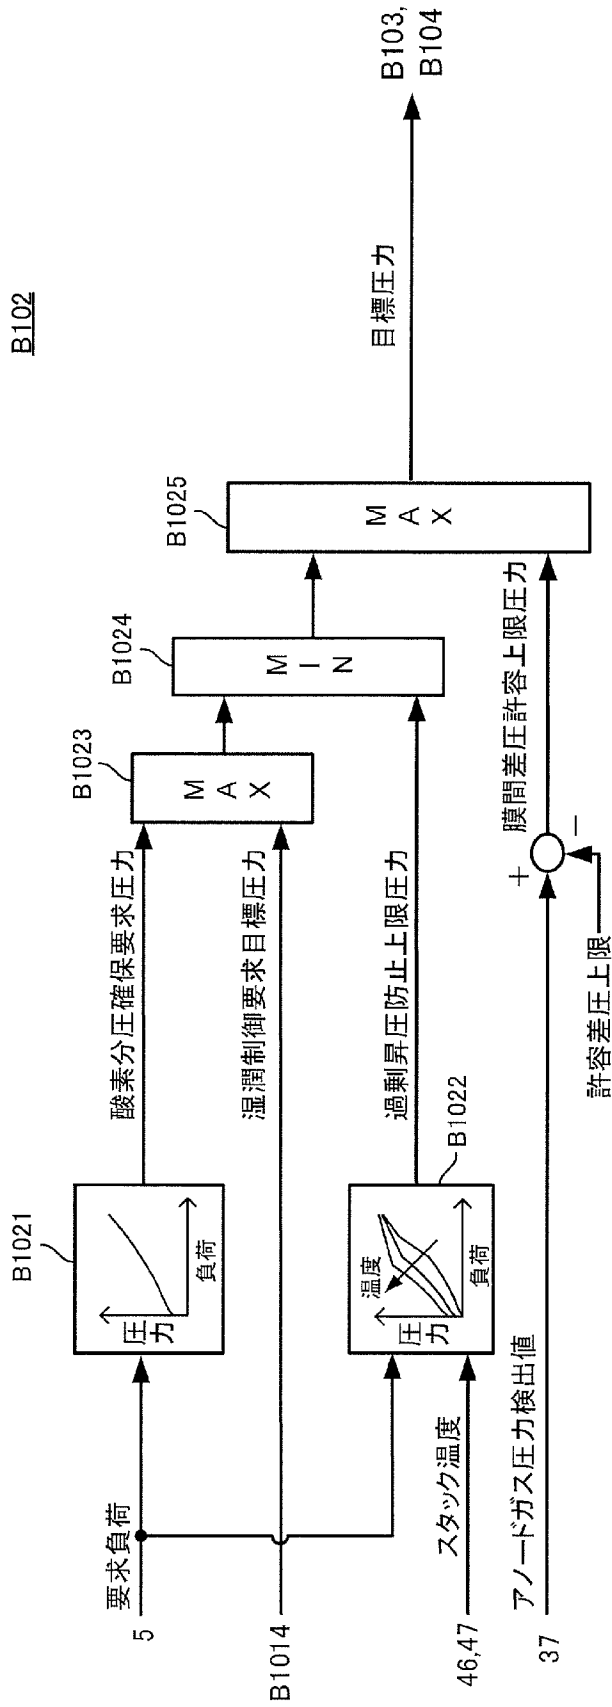 B102
要求負荷
5
B1021
圧力
負荷
酸素分圧確保要求圧力
B1014
湿潤制御要求目標圧力
B1023
MAX
B1024
MIN
B1025
MAX
目標圧力
B103,
B104
スタック温度
46,47
温度
圧力
負荷
B1022
過剰昇圧防止上限圧力
アノードガス圧力検出値
37
+
−
許容差圧上限
膜間差圧許容上限圧力